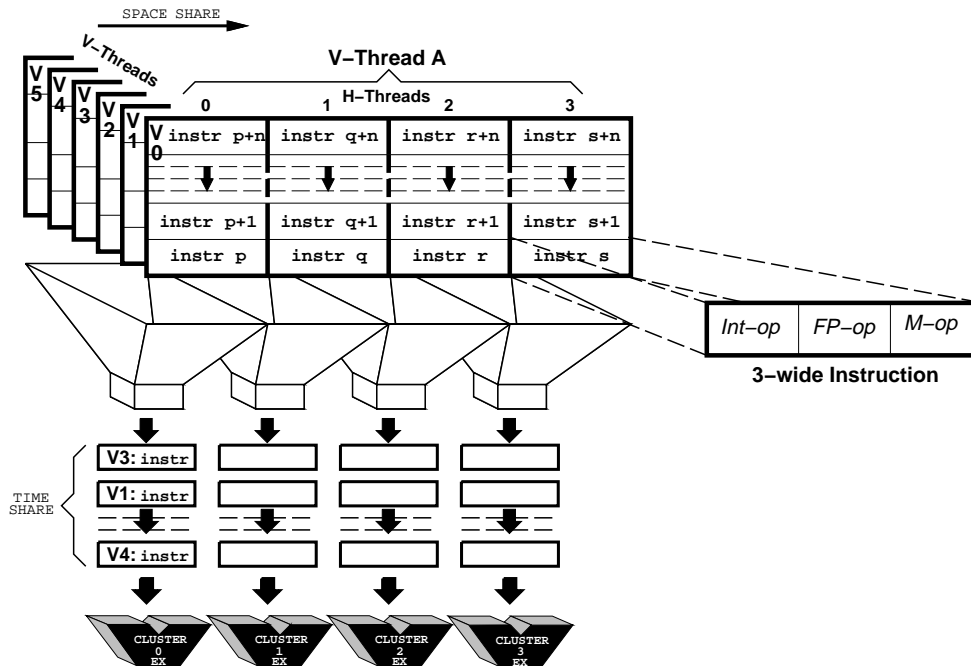 SPACE SHARE
V-Threads
V-Thread A
H-Threads
0 1 2 3
V 5
V 4
V 3
V 2
V 1
V 0
instr p+n instr q+n instr r+n instr s+n
instr p+1 instr q+1 instr r+1 instr s+1
instr p instr q instr r instr s
Int-op FP-op M-op
3-wide Instruction
TIME SHARE
V3: instr
V1: instr
V4: instr
CLUSTER 0 EX
CLUSTER 1 EX
CLUSTER 2 EX
CLUSTER 3 EX